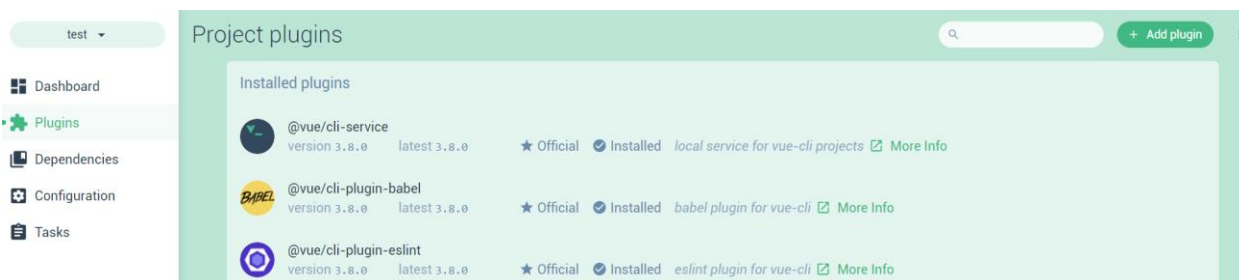 test
Project plugins
+ Add plugin
Dashboard
Plugins
Dependencies
Configuration
Tasks
Installed plugins
@vue/cli-service
version 3.8.0 latest 3.8.0 Official Installed local service for vue-cli projects More Info
BABEL
@vue/cli-plugin-babel
version 3.8.0 latest 3.8.0 Official Installed babel plugin for vue-cli More Info
@vue/cli-plugin-eslint
version 3.8.0 latest 3.8.0 Official Installed eslint plugin for vue-cli More Info